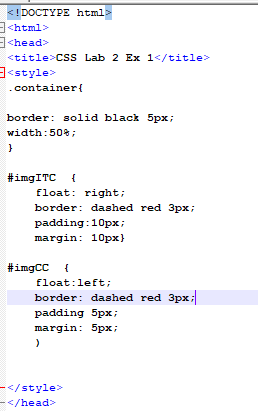 <!DOCTYPE html>
<html>
<head>
<title>CSS Lab 2 Ex 1</title>
<style>
.container{
border: solid black 5px;
width:50%;
}
#imgITC  {
float: right;
border: dashed red 3px;
padding:10px;
margin: 10px}
#imgCC  {
float:left;
border: dashed red 3px;
padding 5px;
margin: 5px;
)
</style>
</head>